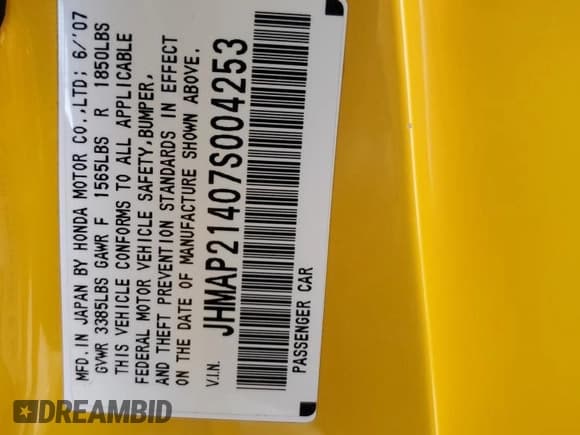 MFD. IN JAPAN BY HONDA MOTOR CO.,LTD; 6/'07
GVWR 3385LBS GAWR F 1565LBS R 1850LBS
THIS VEHICLE CONFORMS TO ALL APPLICABLE
FEDERAL MOTOR VEHICLE SAFETY,BUMPER,
AND THEFT PREVENTION STANDARDS IN EFFECT
ON THE DATE OF MANUFACTURE SHOWN ABOVE.
V.I.N. JHMAP21407S004253
PASSENGER CAR
DREAMBID